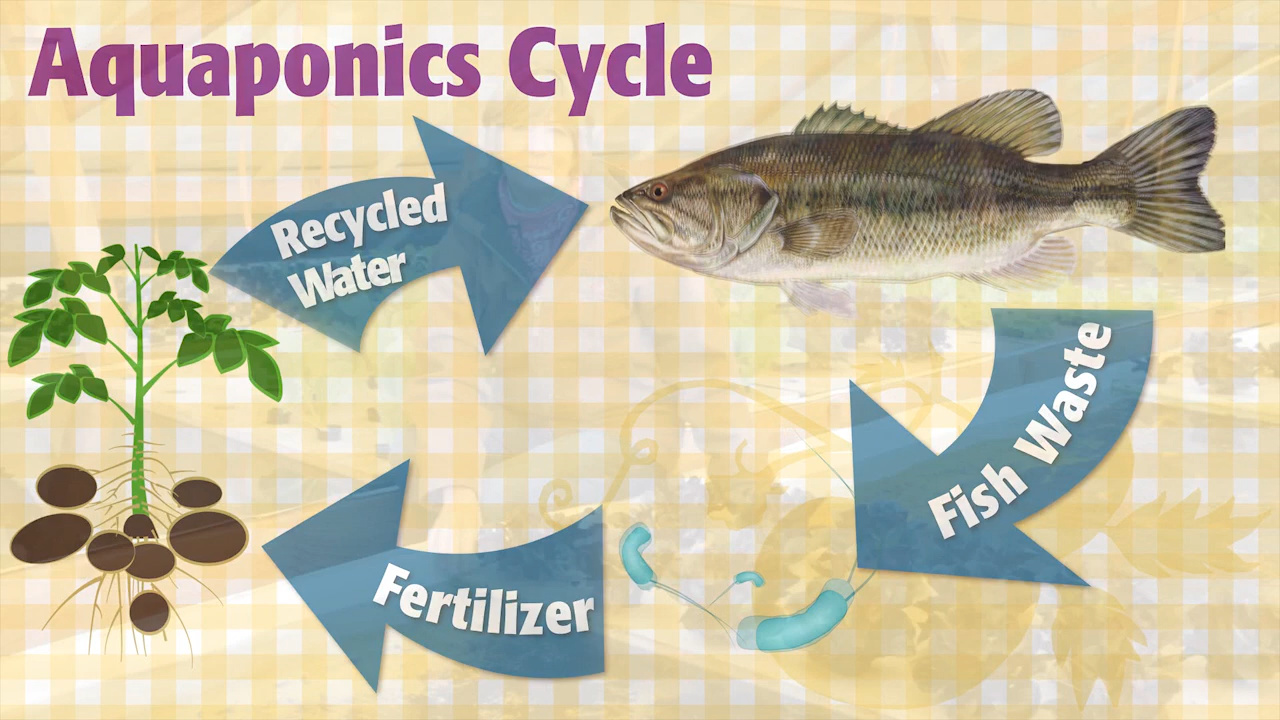 Aquaponics Cycle
Recycled
Water
Fish Waste
Fertilizer